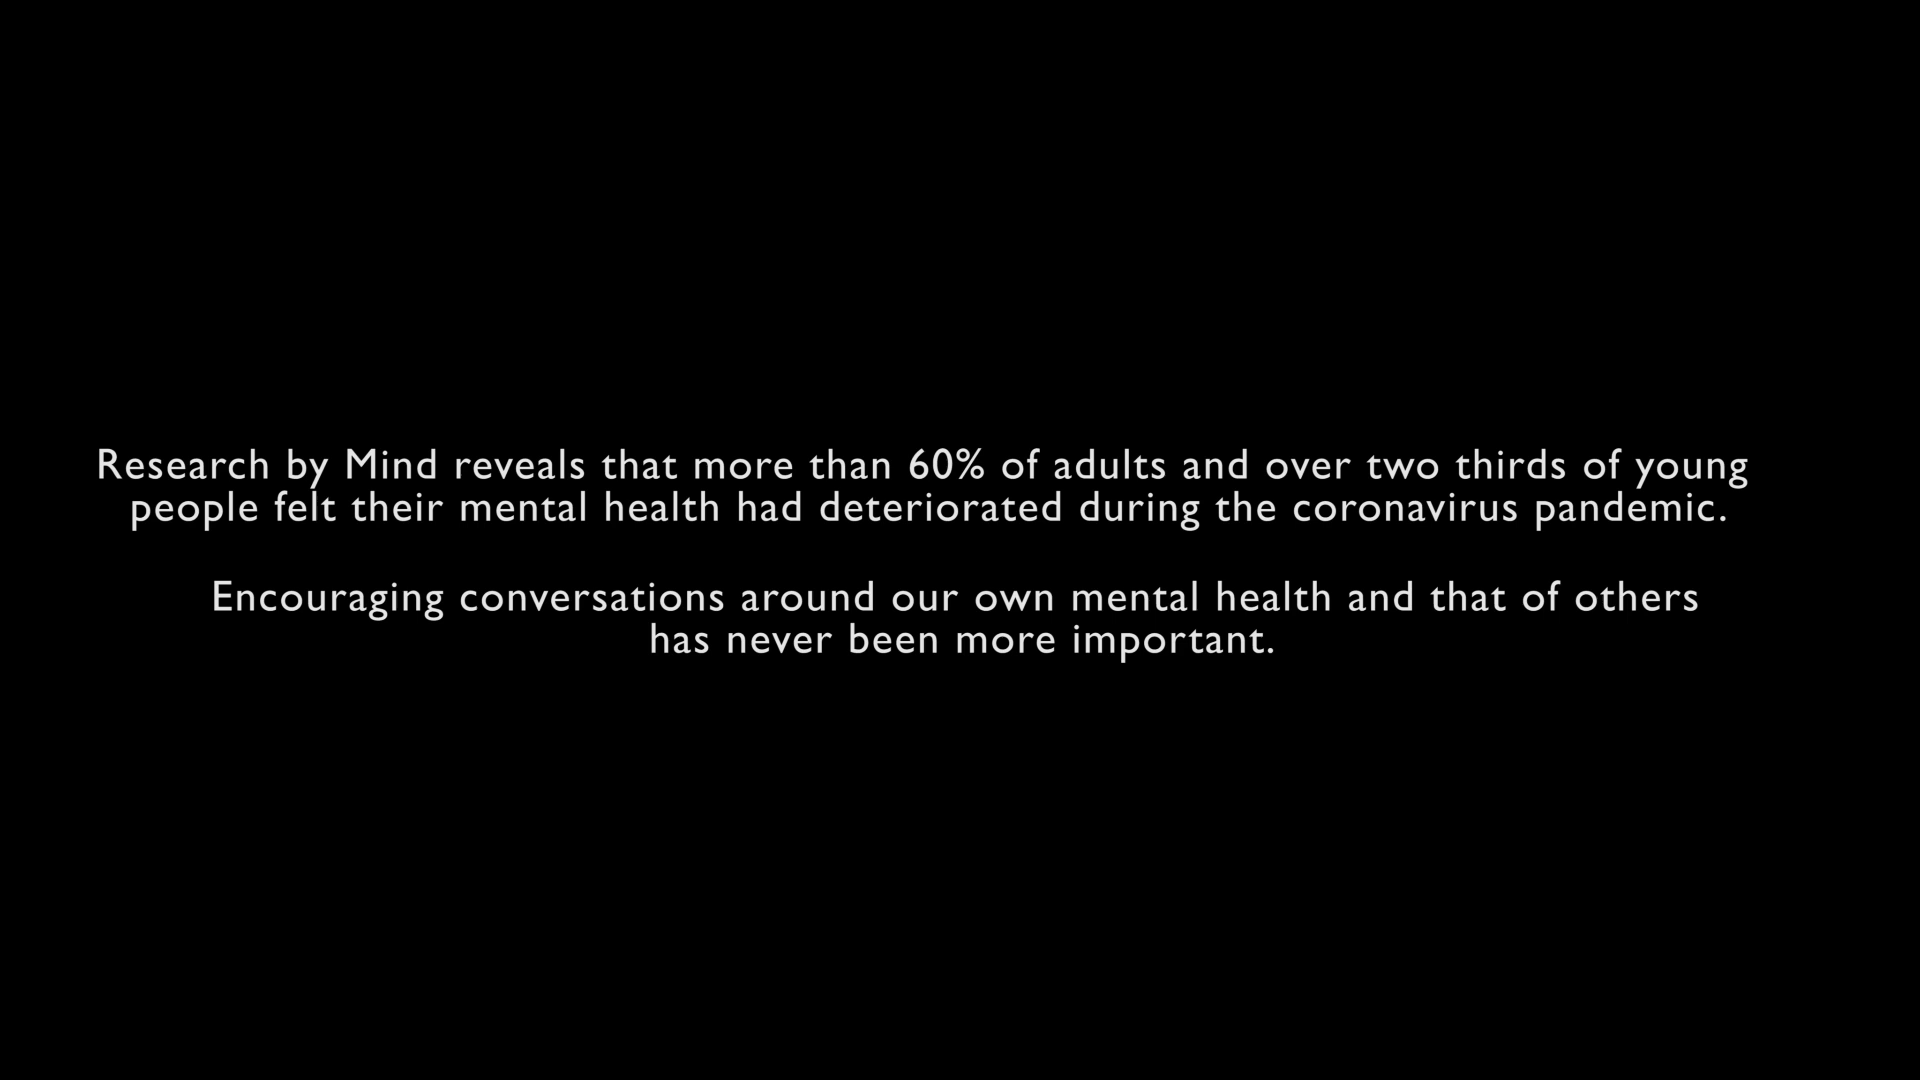 Research by Mind reveals that more than 60% of adults and over two thirds of young
people felt their mental health had deteriorated during the coronavirus pandemic.
Encouraging conversations around our own mental health and that of others
has never been more important.